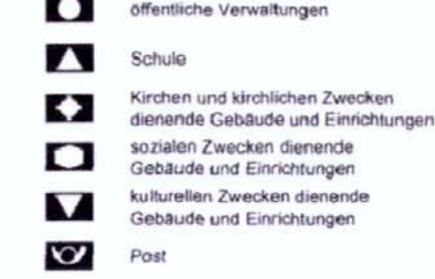 öffentliche Verwaltungen
Schule
Kirchen und kirchlichen Zwecken
dienende Gebäude und Einrichtungen
sozialen Zwecken dienende
Gebäude und Einrichtungen
kulturellen Zwecken dienende
Gebäude und Einrichtungen
Post